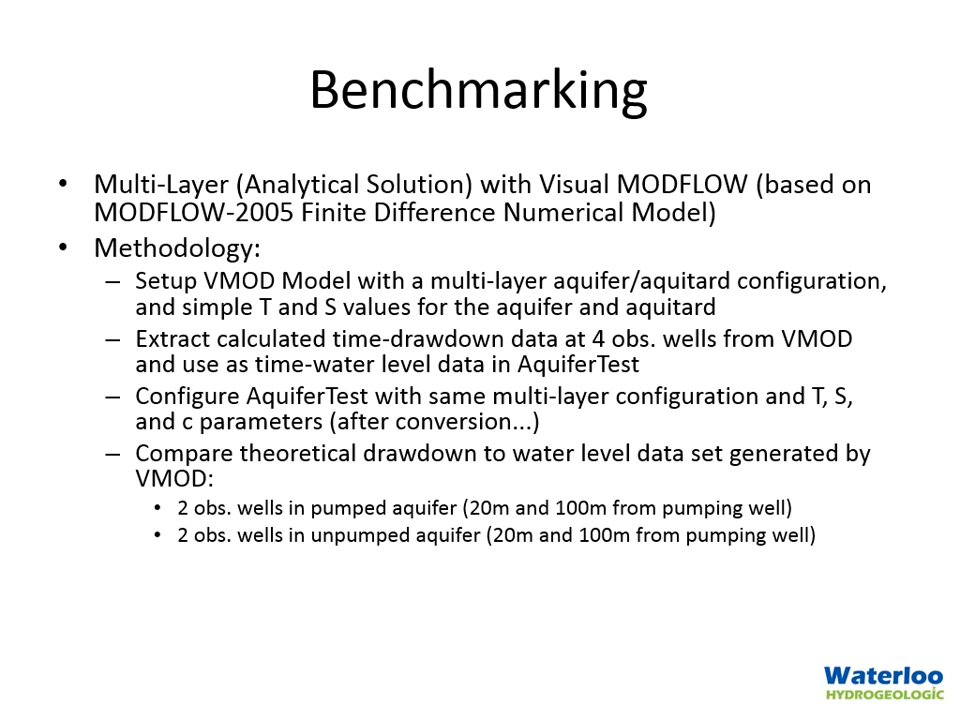 Benchmarking
• Multi-Layer (Analytical Solution) with Visual MODFLOW (based on
MODFLOW-2005 Finite Difference Numerical Model)
• Methodology:
– Setup VMOD Model with a multi-layer aquifer/aquitard configuration,
and simple T and S values for the aquifer and aquitard
– Extract calculated time-drawdown data at 4 obs. wells from VMOD
and use as time-water level data in AquiferTest
– Configure AquiferTest with same multi-layer configuration and T, S,
and c parameters (after conversion...)
– Compare theoretical drawdown to water level data set generated by
VMOD:
• 2 obs. wells in pumped aquifer (20m and 100m from pumping well)
• 2 obs. wells in unpumped aquifer (20m and 100m from pumping well)
Waterloo
HYDROGEOLOGIC